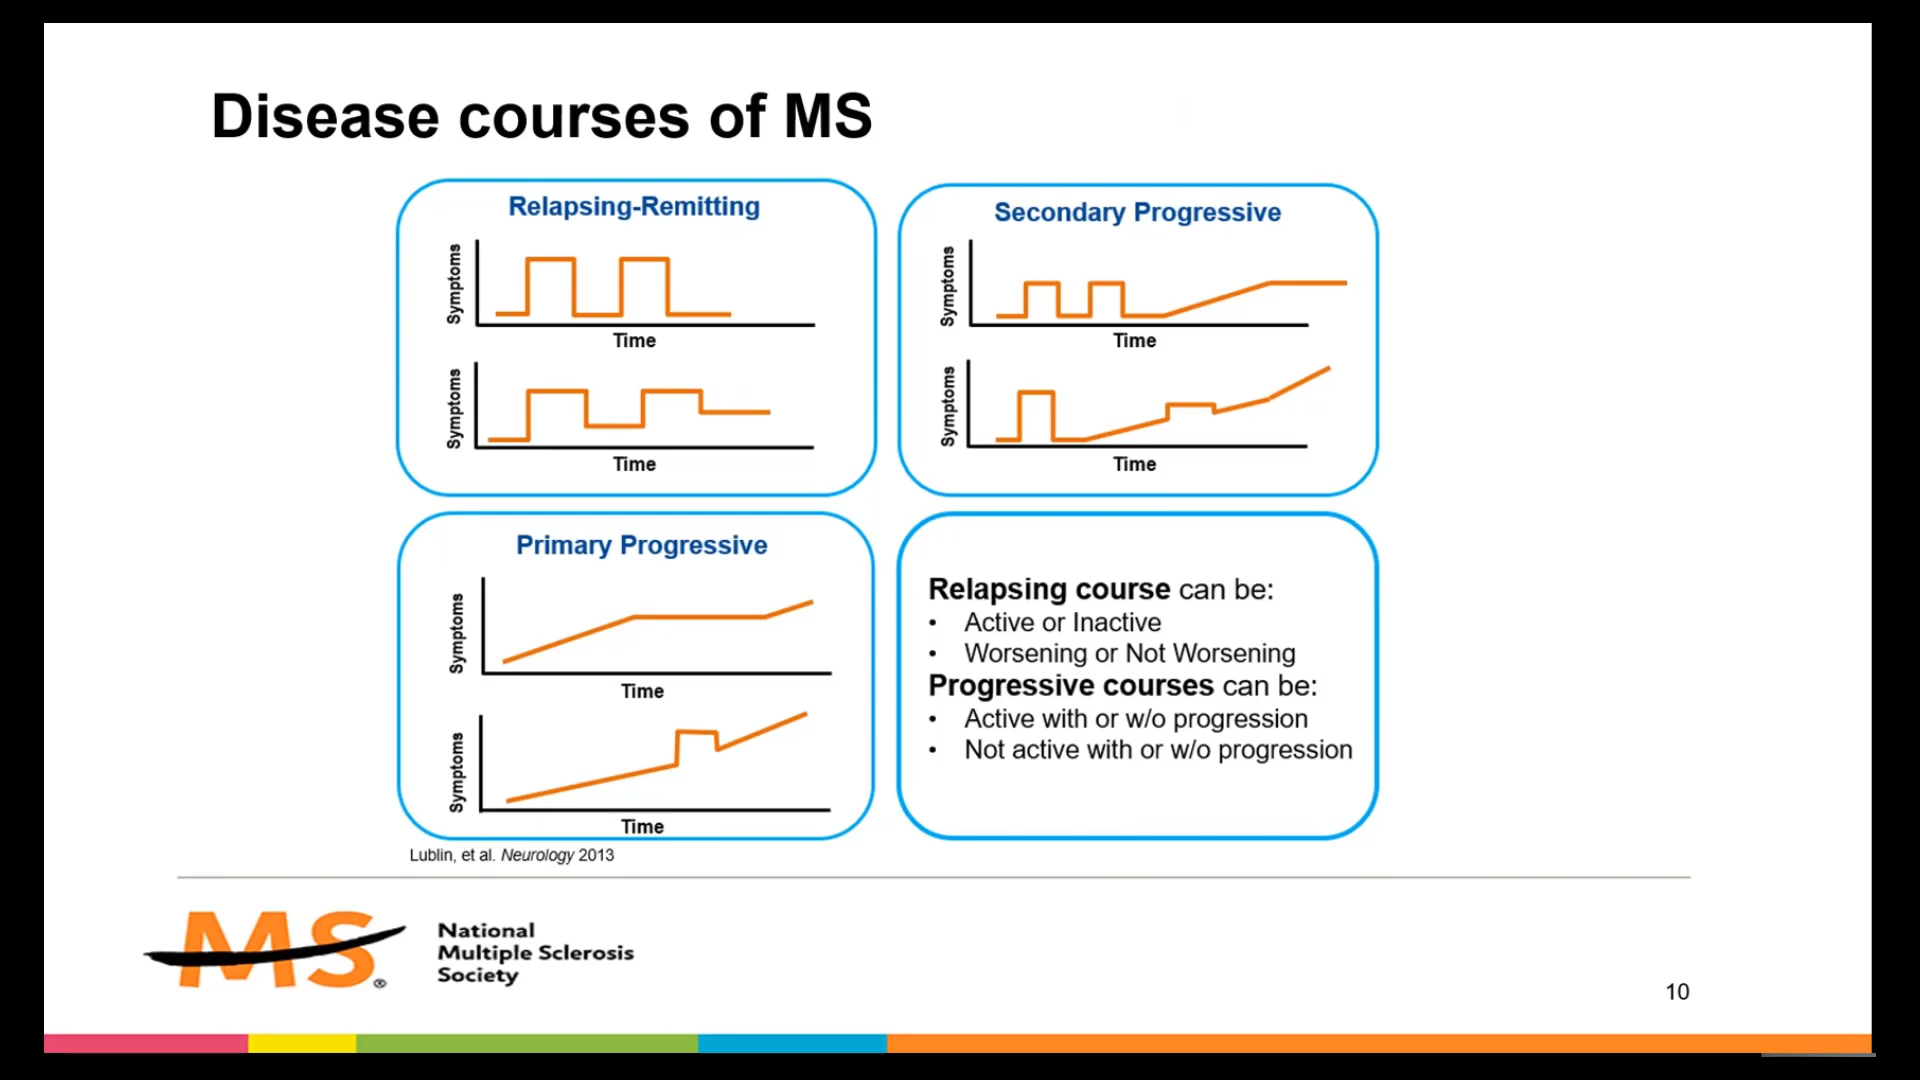 Disease courses of MS
Relapsing-Remitting
Symptoms
Time
Symptoms
Time
Secondary Progressive
Symptoms
Time
Symptoms
Time
Primary Progressive
Symptoms
Time
Symptoms
Time
Relapsing course can be:
• Active or Inactive
• Worsening or Not Worsening
Progressive courses can be:
• Active with or w/o progression
• Not active with or w/o progression
Lublin, et al. Neurology 2013
MS®
National
Multiple Sclerosis
Society
10